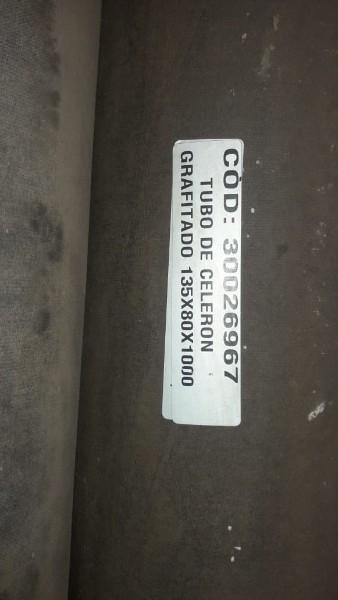 CÓD: 30026967
TUBO DE CELERON
GRAFITADO 135X80X1000